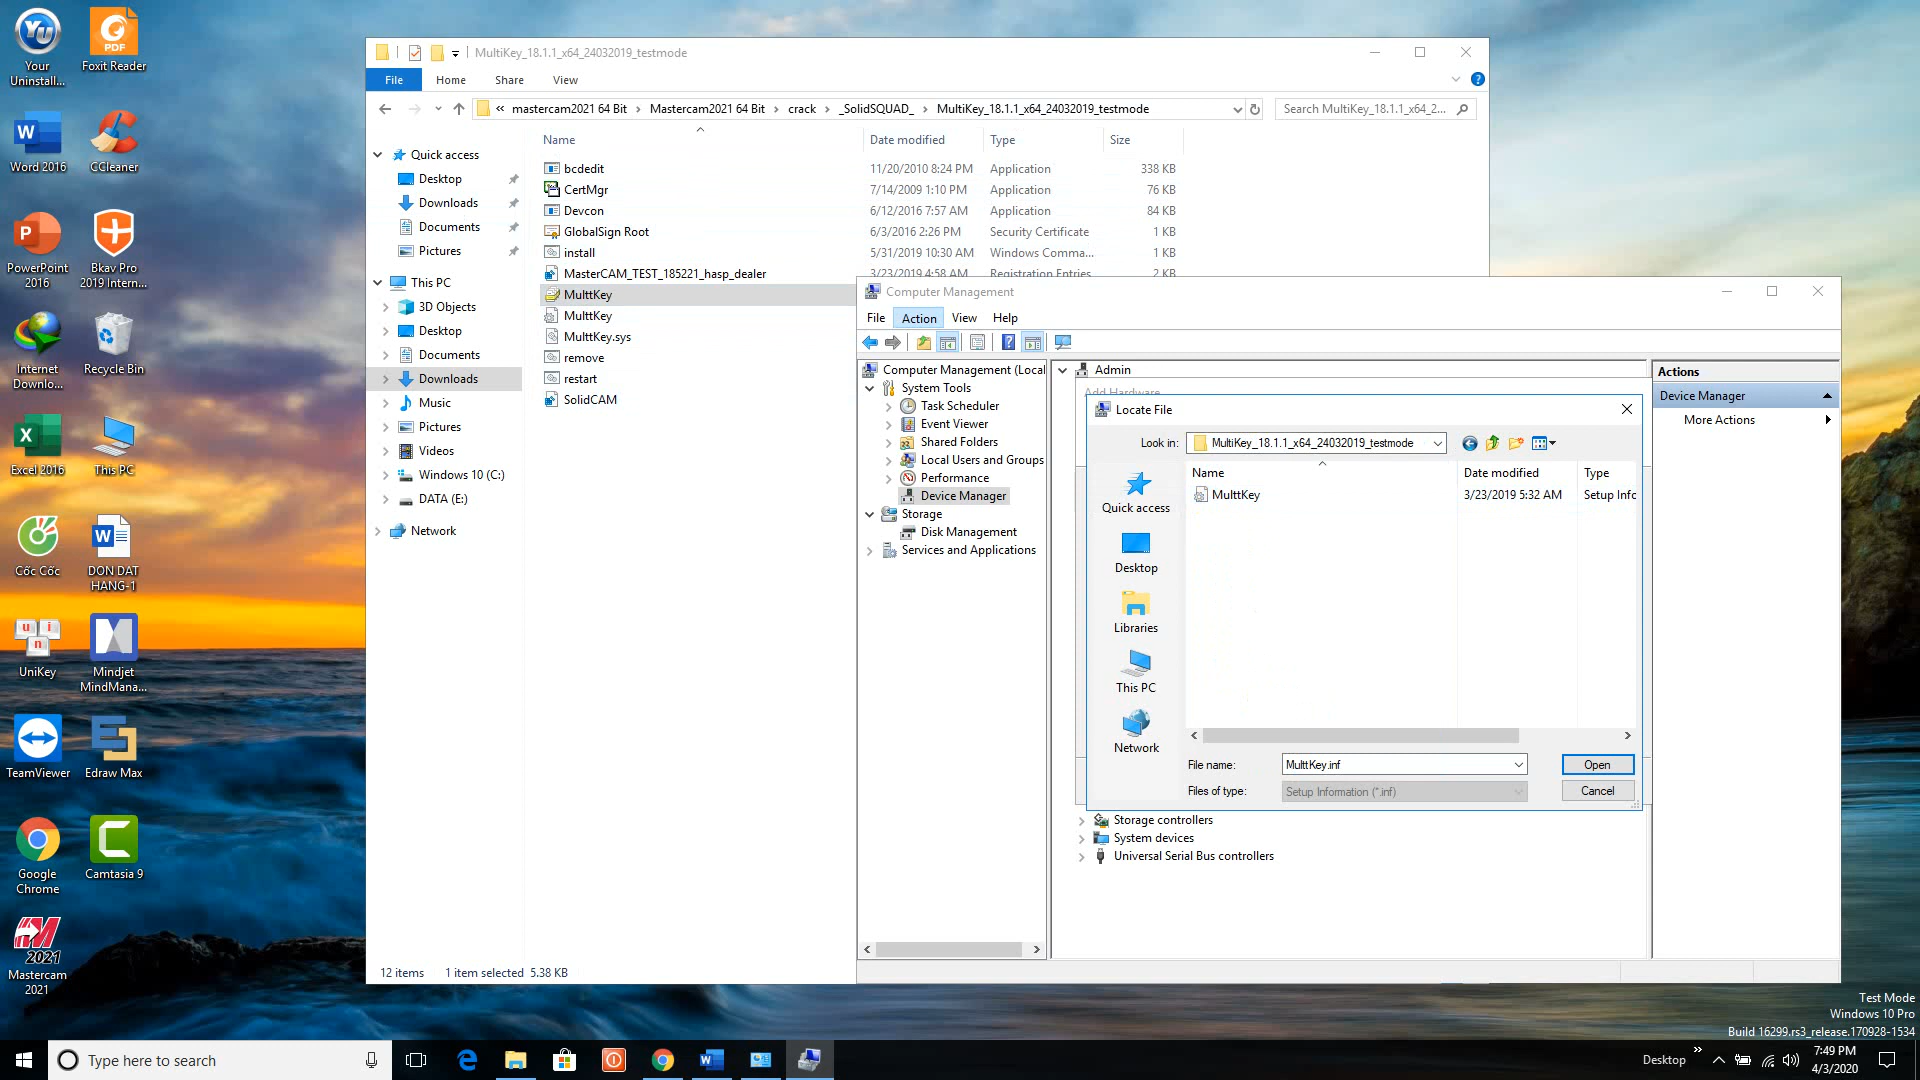 Your Uninstall...
Foxit Reader
Word 2016
CCleaner
PowerPoint 2016
Bkav Pro 2019 Intern...
Internet Downlo...
Recycle Bin
Excel 2016
This PC
Cốc Cốc
DON DAT HANG-1
UniKey
Mindjet MindMana...
TeamViewer
Edraw Max
Google Chrome
Camtasia 9
Mastercam 2021
MultiKey_18.1.1_x64_24032019_testmode
File Home Share View
« mastercam2021 64 Bit › Mastercam2021 64 Bit › crack › _SolidSQUAD_ › MultiKey_18.1.1_x64_24032019_testmode
Search MultiKey_18.1.1_x64_2...
Quick access
Desktop
Downloads
Documents
Pictures
This PC
3D Objects
Desktop
Documents
Downloads
Music
Pictures
Videos
Windows 10 (C:)
DATA (E:)
Network
Name Date modified Type Size
bcdedit 11/20/2010 8:24 PM Application 338 KB
CertMgr 7/14/2009 1:10 PM Application 76 KB
Devcon 6/12/2016 7:57 AM Application 84 KB
GlobalSign Root 6/3/2016 2:26 PM Security Certificate 1 KB
install 5/31/2019 10:30 AM Windows Comma... 1 KB
MasterCAM_TEST_185221_hasp_dealer 3/23/2019 4:58 AM Registration Entries 2 KB
MulttKey
MulttKey
MulttKey.sys
remove
restart
SolidCAM
12 items 1 item selected 5.38 KB
Computer Management
File Action View Help
Computer Management (Local
System Tools
Task Scheduler
Event Viewer
Shared Folders
Local Users and Groups
Performance
Device Manager
Storage
Disk Management
Services and Applications
Admin
Add Hardware
Locate File
Look in: MultiKey_18.1.1_x64_24032019_testmode
Name Date modified Type
MulttKey 3/23/2019 5:32 AM Setup Info
Quick access
Desktop
Libraries
This PC
Network
File name: MulttKey.inf Open
Files of type: Setup Information (*.inf) Cancel
Storage controllers
System devices
Universal Serial Bus controllers
Actions
Device Manager
More Actions
Test Mode
Windows 10 Pro
Build 16299.rs3_release.170928-1534
Type here to search
Desktop
7:49 PM
4/3/2020